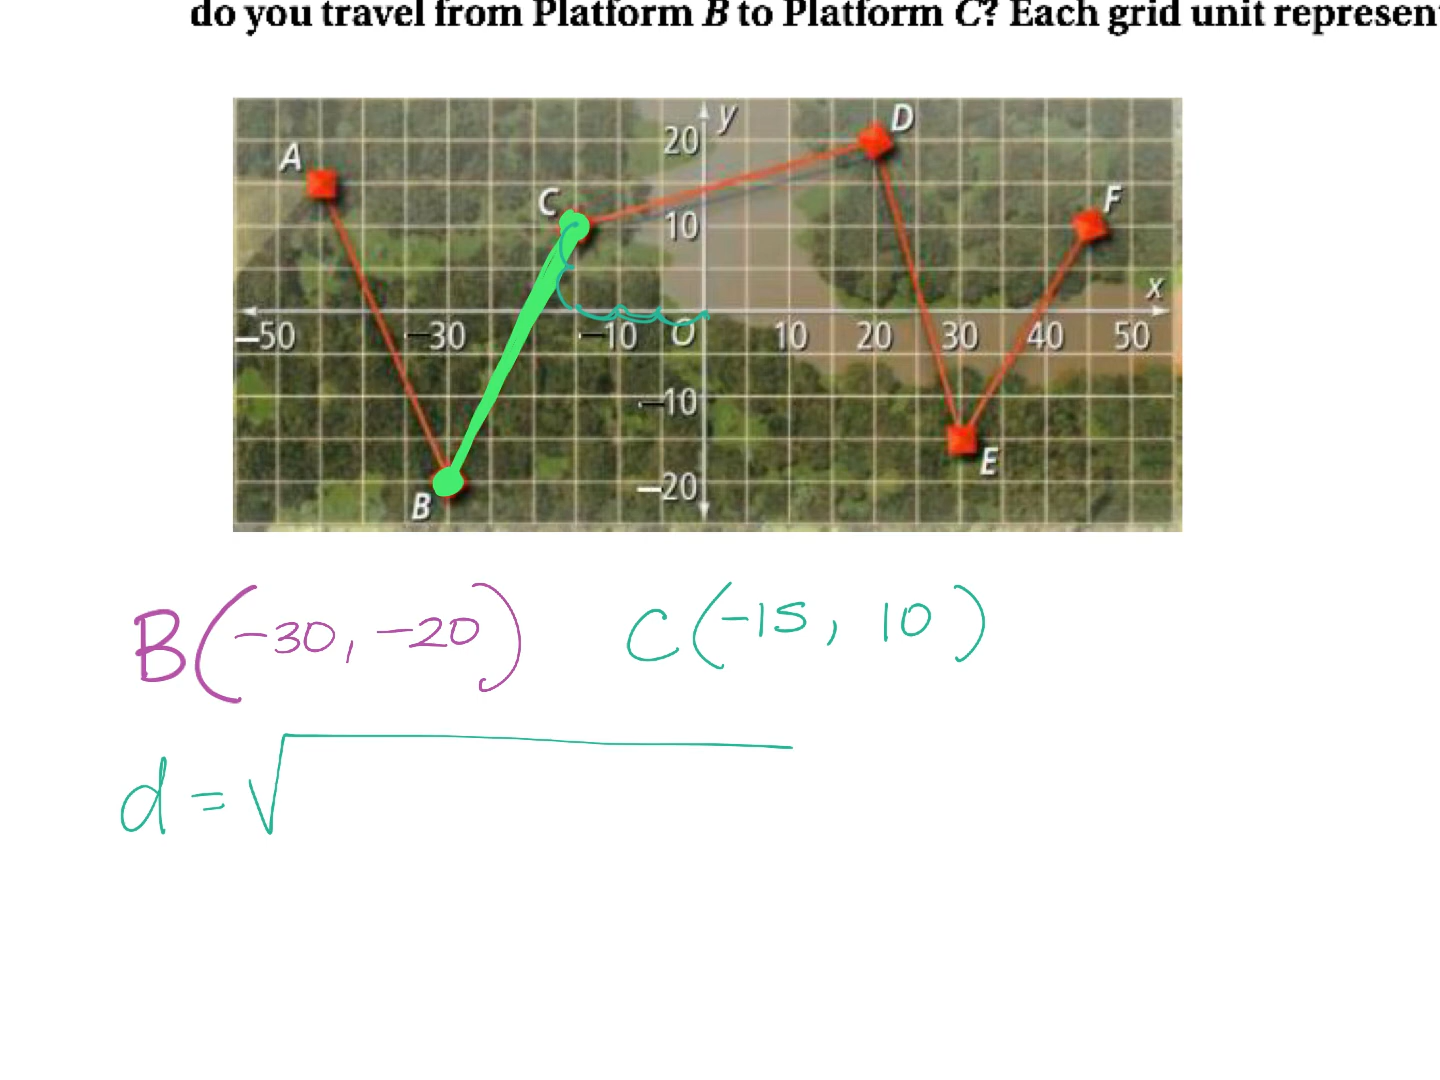 do you travel from Platform B to Platform C? Each grid unit represen
A
C
20
y
D
10
F
x
–50
–30
–10
O
10
20
30
40
50
–10
–20
B
E
B(-30, -20)
C(-15, 10)
d = √